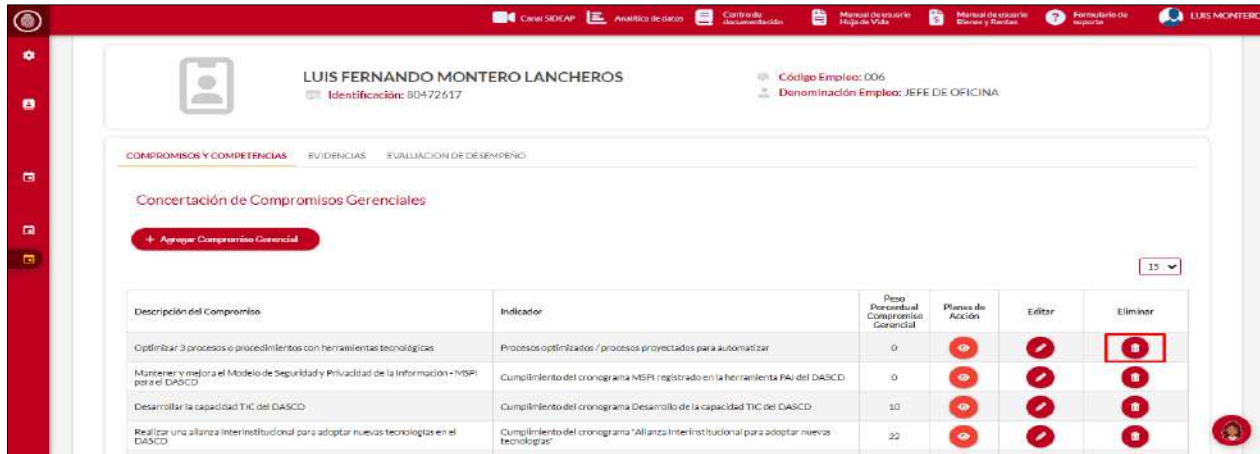 Canal SIDEAP
Analítica de datos
Centro de
documentación
Manual de usuario
Hoja de Vida
Manual de usuario
Bienes y Rentas
Formulario de
soporte
LUIS MONTERO
LUIS FERNANDO MONTERO LANCHEROS
Identificación: 80472617
Código Empleo: 006
Denominación Empleo: JEFE DE OFICINA
COMPROMISOS Y COMPETENCIAS EVIDENCIAS EVALUACION DE DESEMPEÑO
Concertación de Compromisos Gerenciales
+ Agregar Compromiso Gerencial
15
Descripción del Compromiso
Indicador
Peso
Porcentual
Compromiso
Gerencial
Planes de
Acción
Editar
Eliminar
Optimizar 3 procesos o procedimientos con herramientas tecnológicas
Procesos optimizados / procesos proyectados para automatizar
0
Mantener y mejora el Modelo de Seguridad y Privacidad de la Información - MSPI
para el DASCD
Cumplimiento del cronograma MSPI registrado en la herramienta PAI del DASCD
0
Desarrollar la capacidad TIC del DASCD
Cumplimiento del cronograma Desarrollo de la capacidad TIC del DASCD
10
Realizar una alianza interinstitucional para adoptar nuevas tecnologías en el
DASCD
Cumplimiento del cronograma "Alianza Interinstitucional para adoptar nuevas
tecnologías"
22